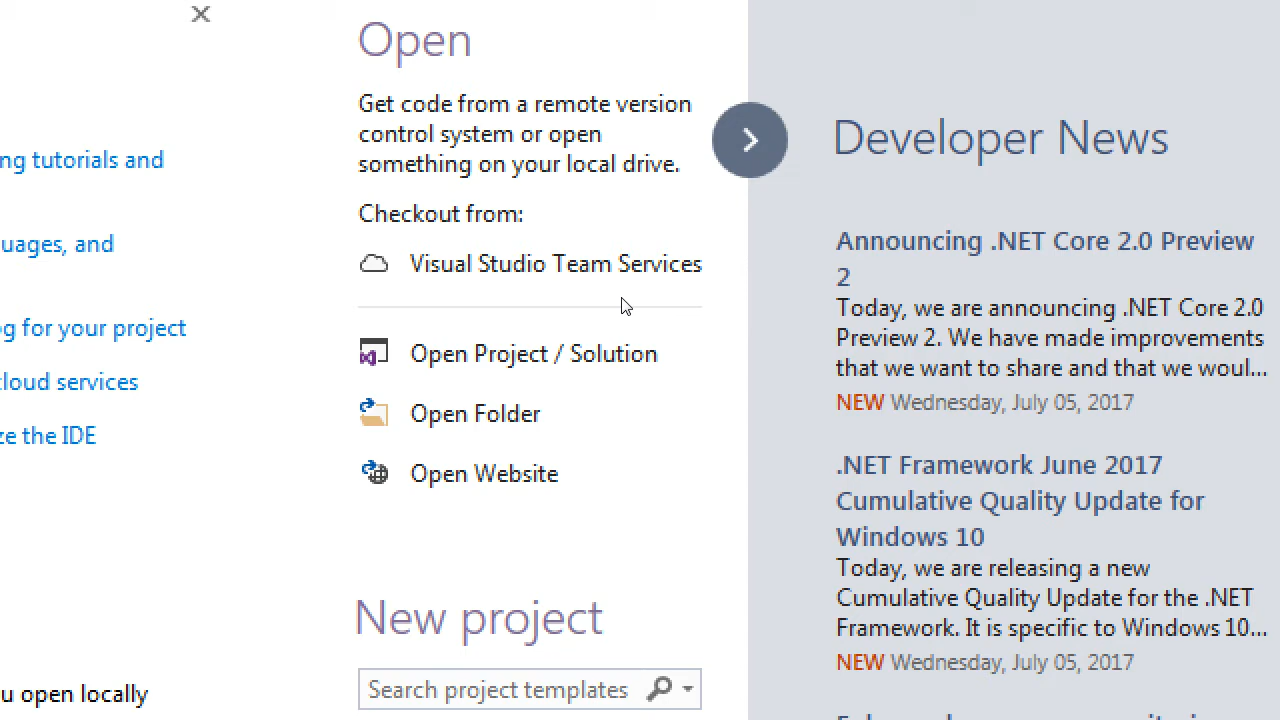 ng tutorials and
uages, and
g for your project
cloud services
ze the IDE
u open locally
Open
Get code from a remote version
control system or open
something on your local drive.
Checkout from:
Visual Studio Team Services
Open Project / Solution
Open Folder
Open Website
New project
Search project templates
Developer News
Announcing .NET Core 2.0 Preview
2
Today, we are announcing .NET Core 2.0
Preview 2. We have made improvements
that we want to share and that we woul...
NEW Wednesday, July 05, 2017
.NET Framework June 2017
Cumulative Quality Update for
Windows 10
Today, we are releasing a new
Cumulative Quality Update for the .NET
Framework. It is specific to Windows 10...
NEW Wednesday, July 05, 2017